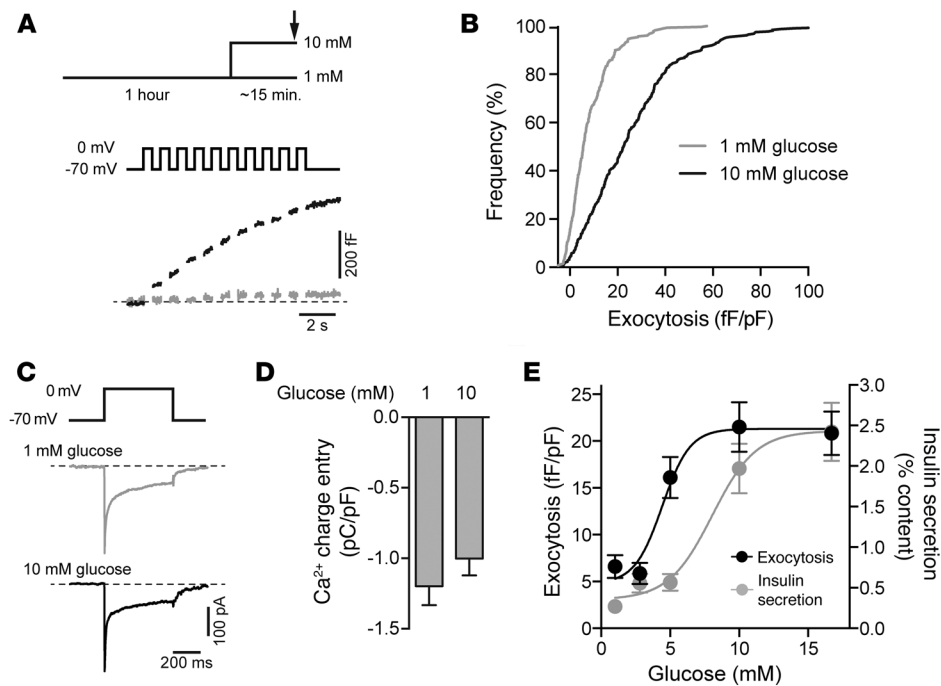 A
10 mM
1 mM
1 hour
~15 min.
0 mV
-70 mV
200 fF
2 s
B
Frequency (%)
100
80
60
40
20
0
1 mM glucose
10 mM glucose
0
20
40
60
80
100
Exocytosis (fF/pF)
C
0 mV
-70 mV
1 mM glucose
10 mM glucose
100 pA
200 ms
D
Glucose (mM)
1
10
Ca2+ charge entry
(pC/pF)
0.0
-0.5
-1.0
-1.5
E
Exocytosis (fF/pF)
25
20
15
10
5
0
3.0
2.5
2.0
1.5
1.0
0.5
0.0
Insulin secretion
(% content)
Exocytosis
Insulin
secretion
0
5
10
15
Glucose (mM)